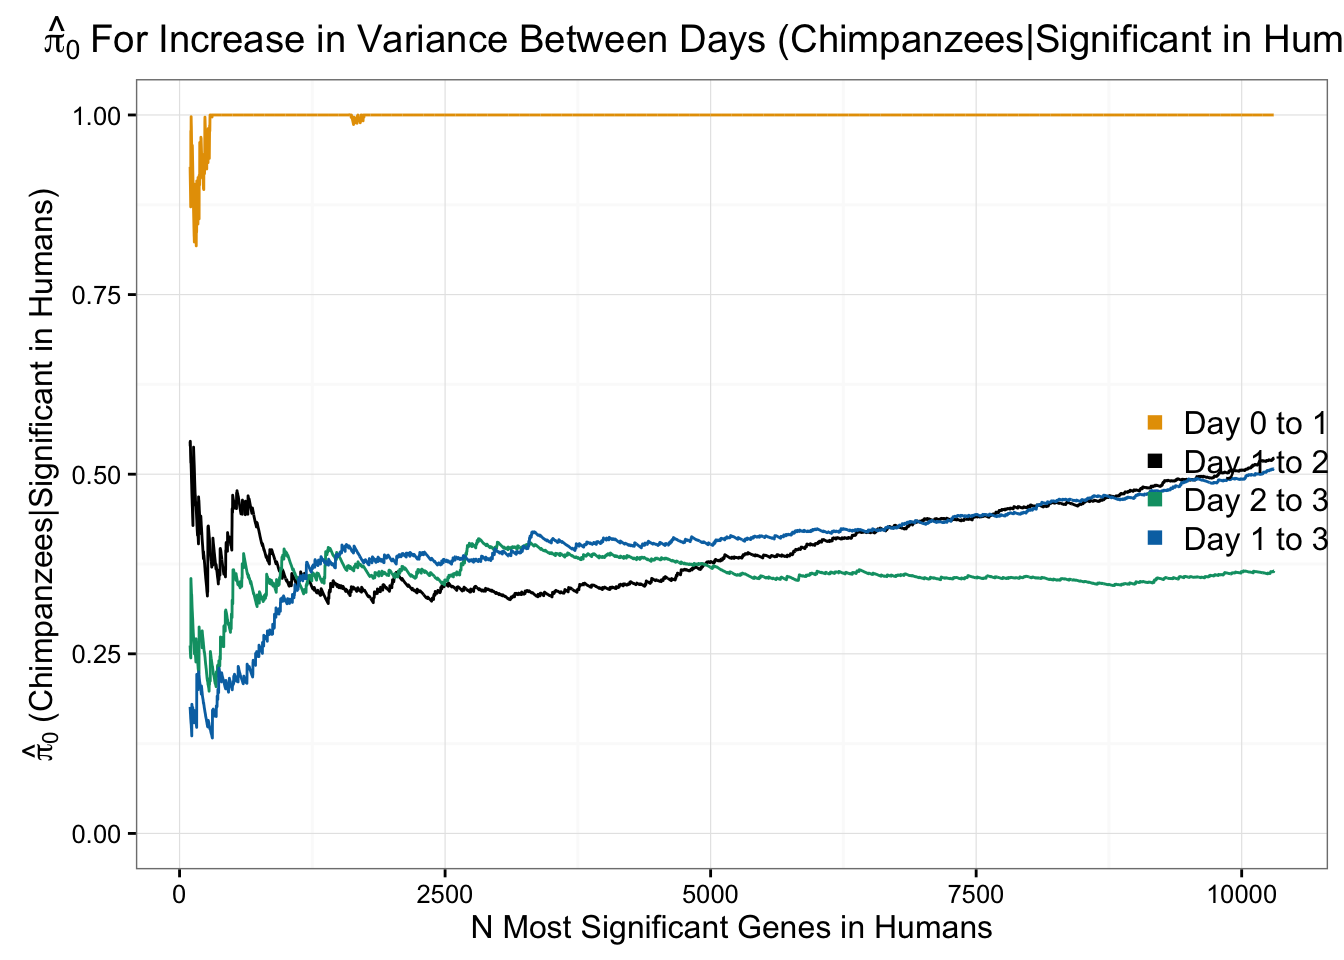 π̂₀ For Increase in Variance Between Days (Chimpanzees|Significant in Hum
π̂₀ (Chimpanzees|Significant in Humans)
1.00
0.75
0.50
0.25
0.00
Day 0 to 1
Day 1 to 2
Day 2 to 3
Day 1 to 3
0 2500 5000 7500 10000
N Most Significant Genes in Humans